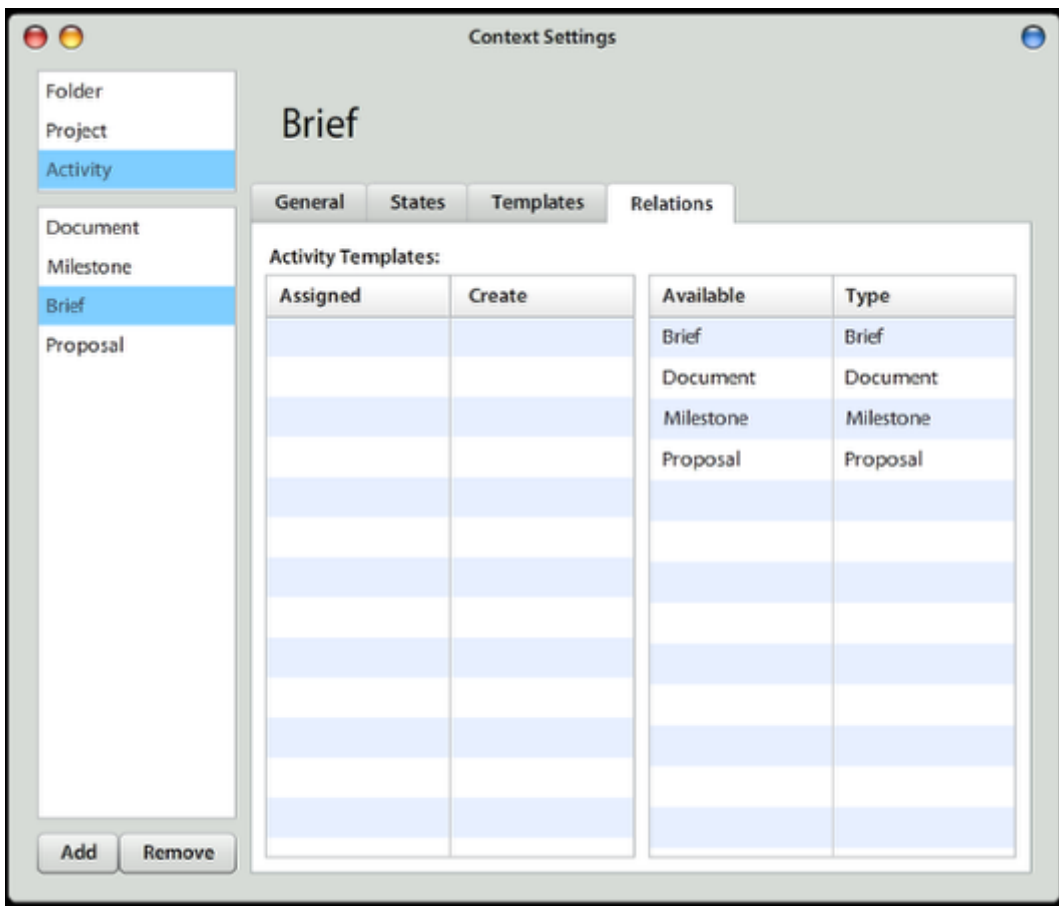 Context Settings
Folder
Project
Activity
Document
Milestone
Brief
Proposal
Add Remove
Brief
General States Templates Relations
Activity Templates:
Assigned Create Available Type
Brief Brief
Document Document
Milestone Milestone
Proposal Proposal